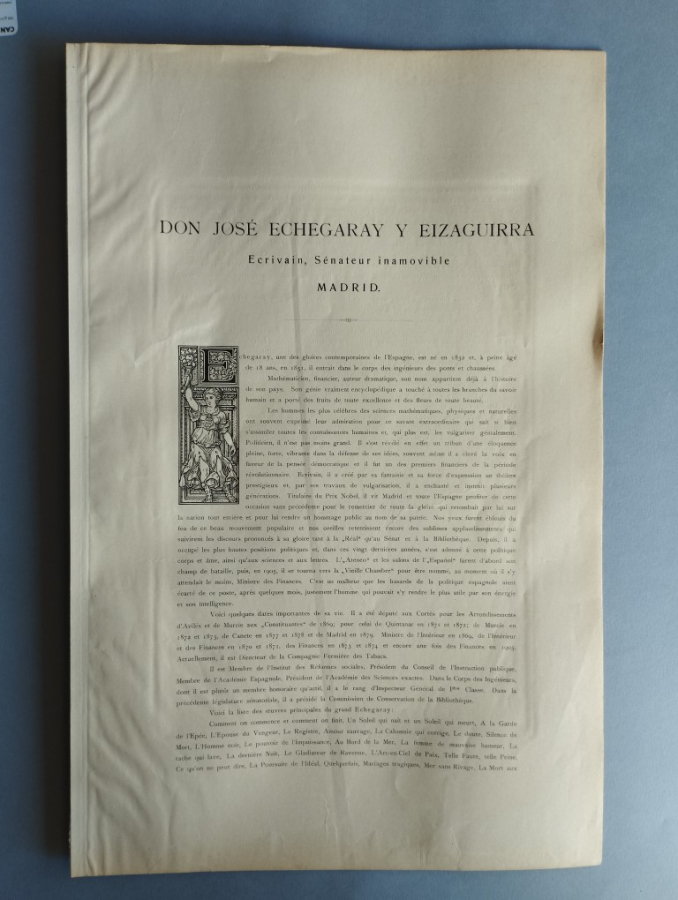 CAN
DON JOSÉ ECHEGARAY Y EIZAGUIRRA
Ecrivain, Sénateur inamovible
MADRID.
Echegaray, une des gloires contemporaines de l'Espagne, est né en 1832 et, à peine âgé
de 18 ans, en 1851, il entrait dans le corps des ingénieurs des ponts et chaussées.
Mathématicien, financier, auteur dramatique, son nom appartient déjà à l'histoire
de son pays. Son génie vraiment encyclopédique a touché à toutes les branches du savoir
humain et a porté des fruits de toute excellence et des fleurs de toute beauté.
Les hommes les plus célèbres des sciences mathématiques, physiques et naturelles
ont souvent exprimé leur admiration pour ce savant extraordinaire qui sait si bien
s'assimiler toutes les connaissances humaines et, qui plus est, les vulgariser génialement.
Politicien, il n'est pas moins grand. Il s'est révélé en effet un tribun d'une éloquence
pleine, forte, vibrante dans la défense de ses idées, souvent même il a élevé la voix en
faveur de la pensée démocratique et il fut un des premiers financiers de la période
révolutionnaire. Ecrivain, il a créé par sa fantaisie et sa force d'expression un théâtre
prestigieux et, par ses travaux de vulgarisation, il a enchanté et instruit plusieurs
générations. Titulaire du Prix Nobel, il vit Madrid et toute l'Espagne profiter de cette
occasion sans précédente pour le remercier de toute la gloire qui retombait par lui sur
la nation tout entière et pour lui rendre un hommage public au nom de sa patrie. Nos yeux furent éblouis du
feu de ce beau mouvement populaire et nos oreilles retentissent encore des sublimes applaudissements qui
suivirent les discours prononcés à sa gloire tant à la „Real“ qu'au Sénat et à la Bibliothèque. Depuis, il a
occupé les plus hautes positions politiques et, dans ces vingt dernières années, s'est adonné à cette politique
corps et âme, ainsi qu'aux sciences et aux lettres. L'„Ateneo“ et les salons de l'„Español“ furent d'abord son
champ de bataille, puis, en 1905, il se tourna vers la „Vieille Chambre“ pour être nommé, au moment où il s'y
attendait le moins, Ministre des Finances. C'est un malheur que les hasards de la politique espagnole aient
écarté de ce poste, après quelques mois, justement l'homme qui pouvait s'y rendre le plus utile par son énergie
et son intelligence.
Voici quelques dates importantes de sa vie. Il a été député aux Cortés pour les Arrondissements
d'Avilés et de Murcie aux „Constituantes“ de 1869; pour celui de Quintanar en 1871 et 1872; de Murcie en
1872 et 1873, de Canete en 1877 et 1878 et de Madrid en 1879. Ministre de l'Intérieur en 1869, de l'Intérieur
et des Finances en 1870 et 1872, des Finances en 1873 et 1874 et encore une fois des Finances en 1905.
Actuellement, il est Directeur de la Compagnie Fermière des Tabacs.
Il est Membre de l'Institut des Réformes sociales, Président du Conseil de l'Instruction publique,
Membre de l'Académie Espagnole, Président de l'Académie des Sciences exactes. Dans le Corps des Ingénieurs,
dont il est plutôt un membre honoraire qu'actif, il a le rang d'Inspecteur Général de Ière Classe. Dans la
précédente législature sénatoriale, il a présidé la Commission de Conservation de la Bibliothèque.
Voici la liste des œuvres principales du grand Echegaray:
Comment on commence et comment on finit, Un Soleil qui naît et un Soleil qui meurt, A la Garde
de l'Epée, L'Epouse du Vengeur, Le Registre, Amour sauvage, La Calomnie qui corrige, Le doute, Silence de
Mort, L'Homme noir, Le pouvoir de l'Impuissance, Au Bord de la Mer, La femme de mauvaise humeur, La
tache qui lave, La dernière Nuit, Le Gladiateur de Ravenne, L'Arc-en-Ciel de Paix, Telle Faute, telle Peine,
Ce qu'on ne peut dire, La Poursuite de l'Idéal, Quelquefois, Mariages tragiques, Mer sans Rivage, La Mort aux